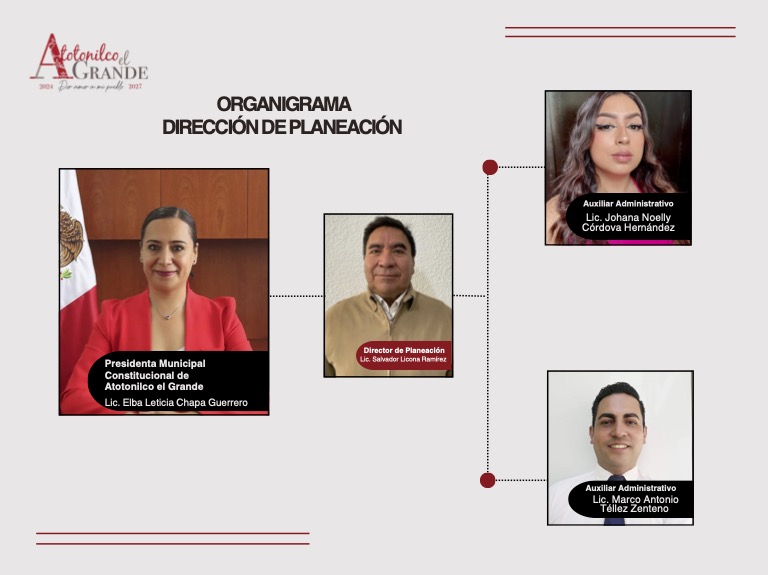 Atotonilco el
GRANDE
2024 Por amor a mi pueblo 2027
ORGANIGRAMA
DIRECCIÓN DE PLANEACIÓN
Presidenta Municipal
Constitucional de
Atotonilco el Grande
Lic. Elba Leticia Chapa Guerrero
Director de Planeación
Lic. Salvador Licona Ramírez
Auxiliar Administrativo
Lic. Johana Noelly
Córdova Hernández
Auxiliar Administrativo
Lic. Marco Antonio
Téllez Zenteno